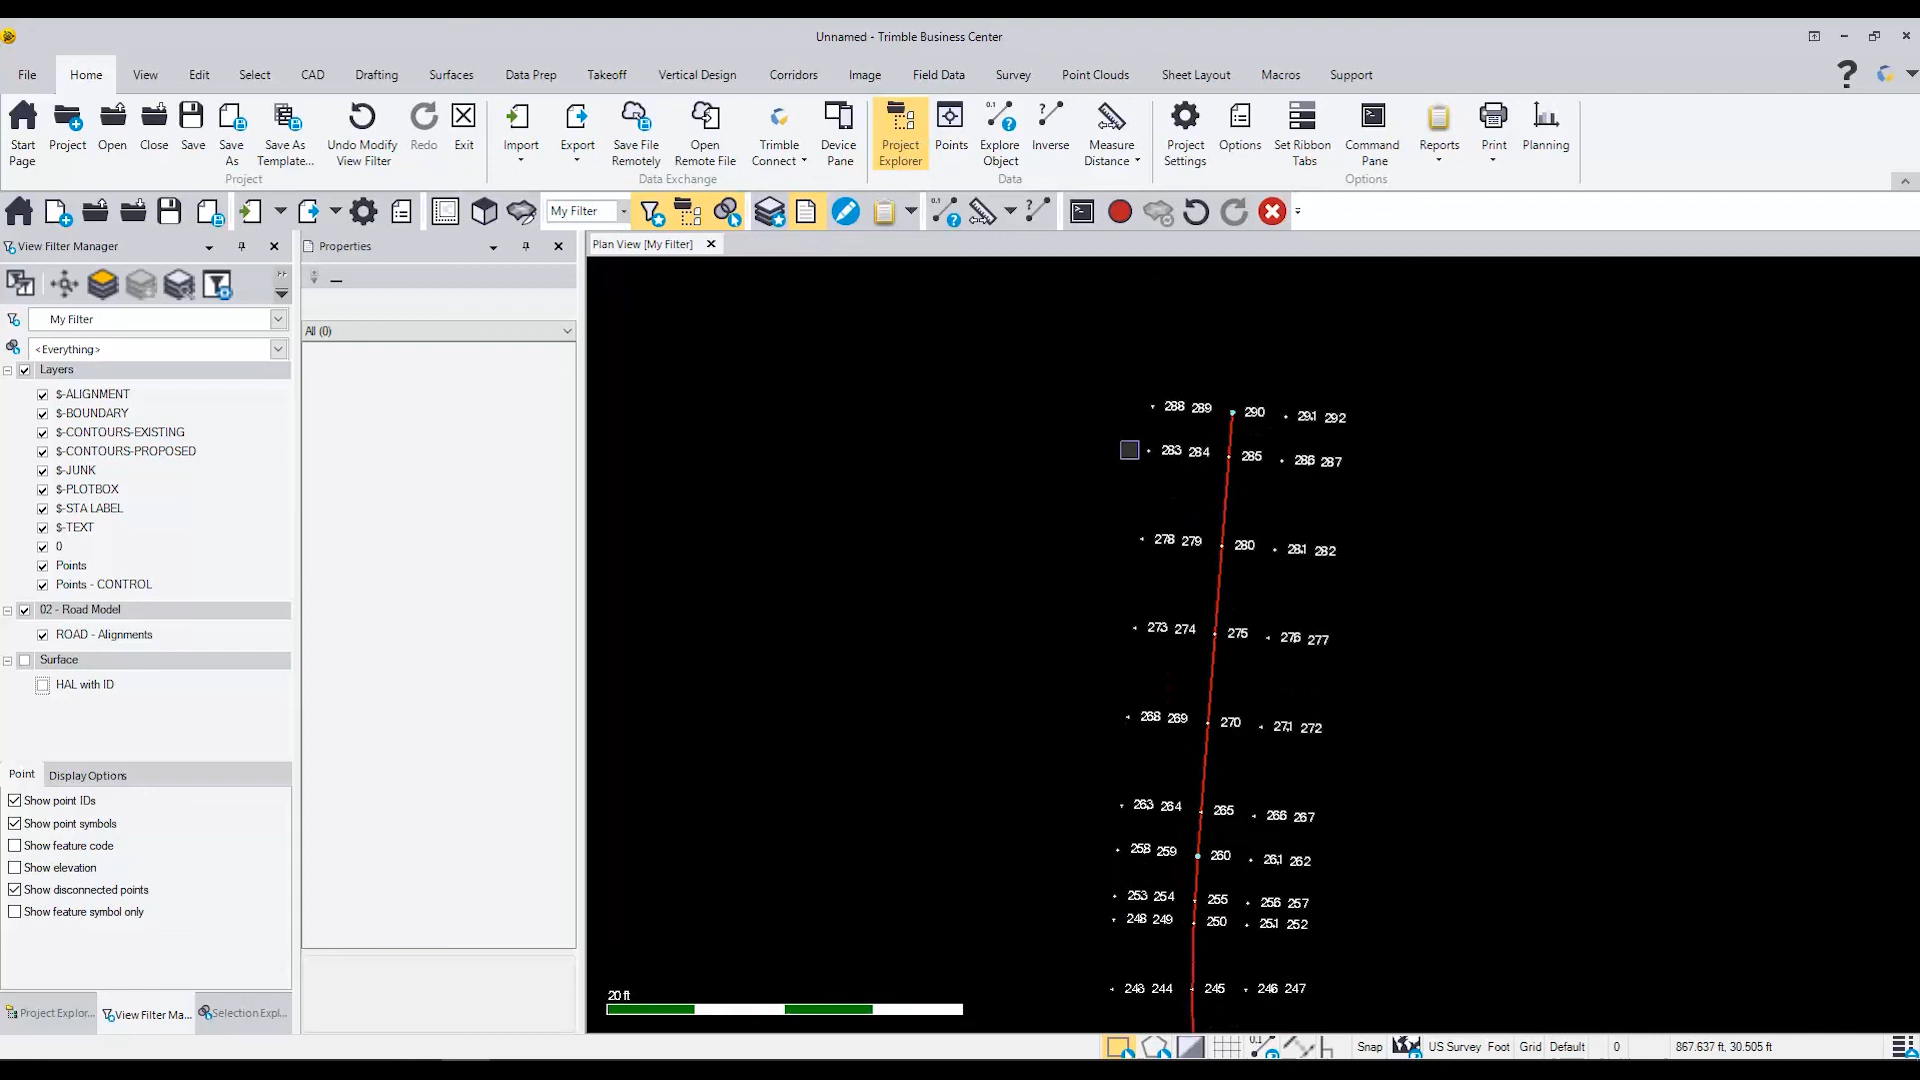 Unnamed - Trimble Business Center
File Home View Edit Select CAD Drafting Surfaces Data Prep Takeoff Vertical Design Corridors Image Field Data Survey Point Clouds Sheet Layout Macros Support
Start Page
Project
Open
Close
Save
Save As
Save As Template...
Undo Modify View Filter
Redo
Exit
Import
Export
Save File Remotely
Open Remote File
Trimble Connect
Device Pane
Project Explorer
Points
Explore Object
Inverse
Measure Distance
Project Settings
Options
Set Ribbon Tabs
Command Pane
Reports
Print
Planning
Project
Data Exchange
Data
Options
My Filter
View Filter Manager
Properties
Plan View [My Filter]
My Filter
<Everything>
All (0)
Layers
$-ALIGNMENT
$-BOUNDARY
$-CONTOURS-EXISTING
$-CONTOURS-PROPOSED
$-JUNK
$-PLOTBOX
$-STA LABEL
$-TEXT
0
Points
Points - CONTROL
02 - Road Model
ROAD - Alignments
Surface
HAL with ID
Point Display Options
Show point IDs
Show point symbols
Show feature code
Show elevation
Show disconnected points
Show feature symbol only
Project Explor...
View Filter Ma...
Selection Expl...
288 289 290 291 292
283 284 285 286 287
278 279 280 281 282
273 274 275 276 277
268 269 270 271 272
263 264 265 266 267
258 259 260 261 262
253 254 255 256 257
248 249 250 251 252
243 244 245 246 247
20 ft
Snap US Survey Foot Grid Default 0 867.637 ft, 30.505 ft